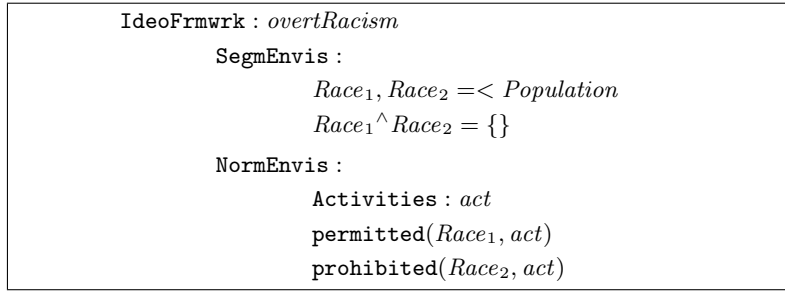 IdeoFrmwrk : overtRacism
SegmEnvis :
Race₁, Race₂ =< Population
Race₁^Race₂ = {}
NormEnvis :
Activities : act
permitted(Race₁, act)
prohibited(Race₂, act)